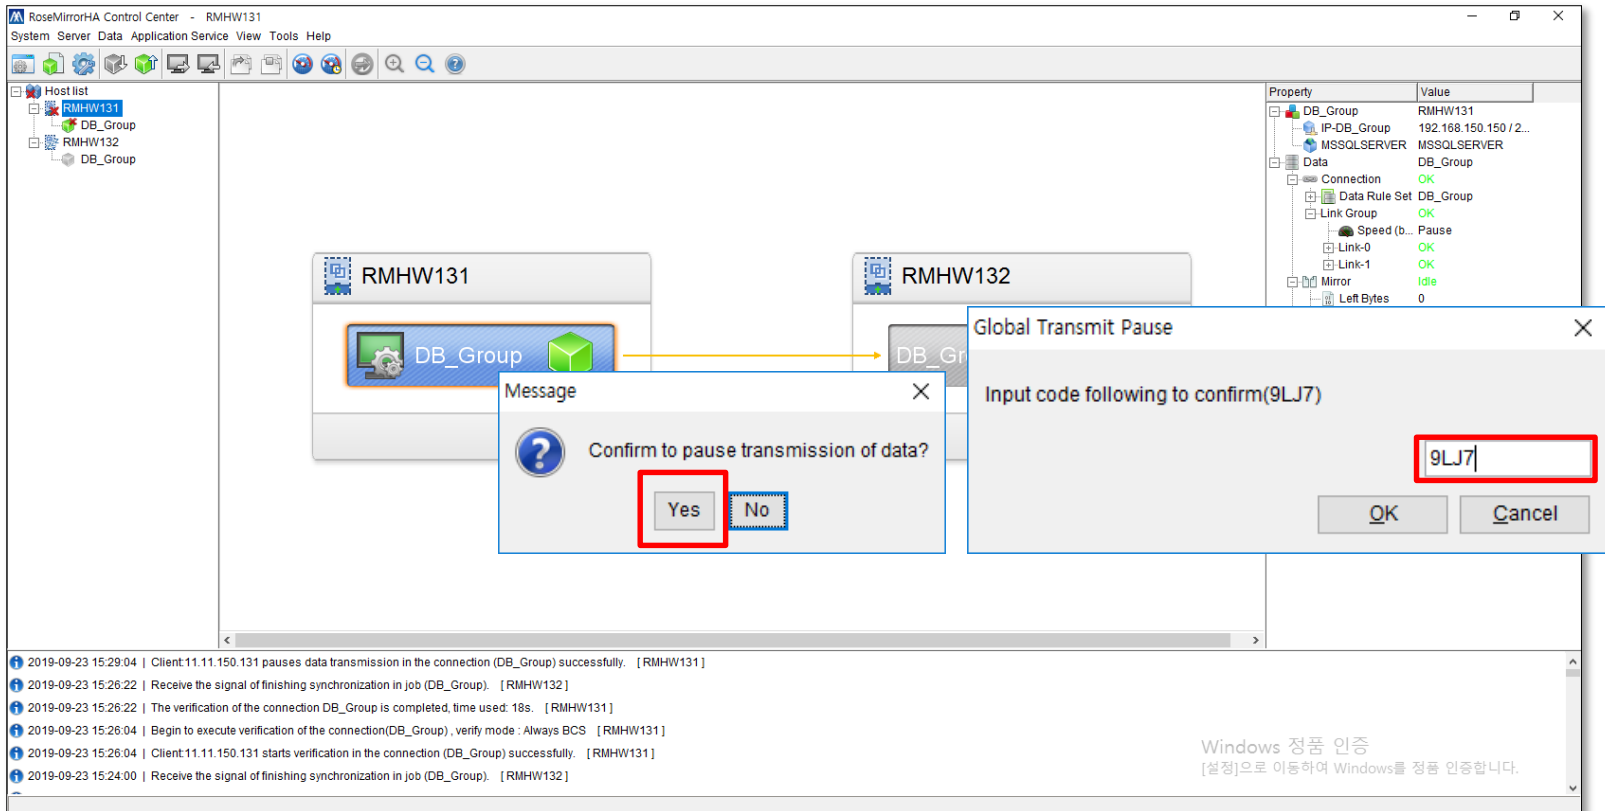 RoseMirrorHA Control Center - RMHW131
System Server Data Application Service View Tools Help
Host list
RMHW131
DB_Group
RMHW132
DB_Group
RMHW131
DB_Group
RMHW132
DB_Gr
Property Value
DB_Group RMHW131
IP-DB_Group 192.168.150.150 / 2...
MSSQLSERVER MSSQLSERVER
Data DB_Group
Connection OK
Data Rule Set DB_Group
Link Group OK
Speed (b... Pause
Link-0 OK
Link-1 OK
Mirror Idle
Left Bytes 0
Message
Confirm to pause transmission of data?
Yes No
Global Transmit Pause
Input code following to confirm(9LJ7)
9LJ7
OK Cancel
2019-09-23 15:29:04 | Client:11.11.150.131 pauses data transmission in the connection (DB_Group) successfully. [ RMHW131 ]
2019-09-23 15:26:22 | Receive the signal of finishing synchronization in job (DB_Group). [ RMHW132 ]
2019-09-23 15:26:22 | The verification of the connection DB_Group is completed, time used: 18s. [ RMHW131 ]
2019-09-23 15:26:04 | Begin to execute verification of the connection(DB_Group) , verify mode : Always BCS [ RMHW131 ]
2019-09-23 15:26:04 | Client:11.11.150.131 starts verification in the connection (DB_Group) successfully. [ RMHW131 ]
2019-09-23 15:24:00 | Receive the signal of finishing synchronization in job (DB_Group). [ RMHW132 ]
Windows 정품 인증
[설정]으로 이동하여 Windows를 정품 인증합니다.